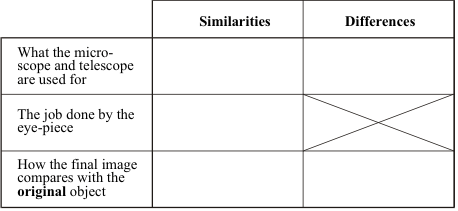 Similarities
Differences
What the micro-
scope and telescope
are used for
The job done by the
eye-piece
How the final image
compares with the
original object